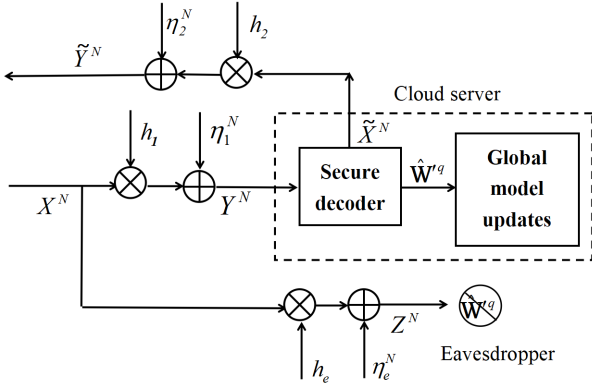 η₂ᴺ
h₂
Ỹᴺ
Cloud server
h₁
η₁ᴺ
X̃ᴺ
Secure
decoder
Ŵ′q
Global
model
updates
Xᴺ
Yᴺ
Zᴺ
Ŵ′q
hₑ
ηₑᴺ
Eavesdropper